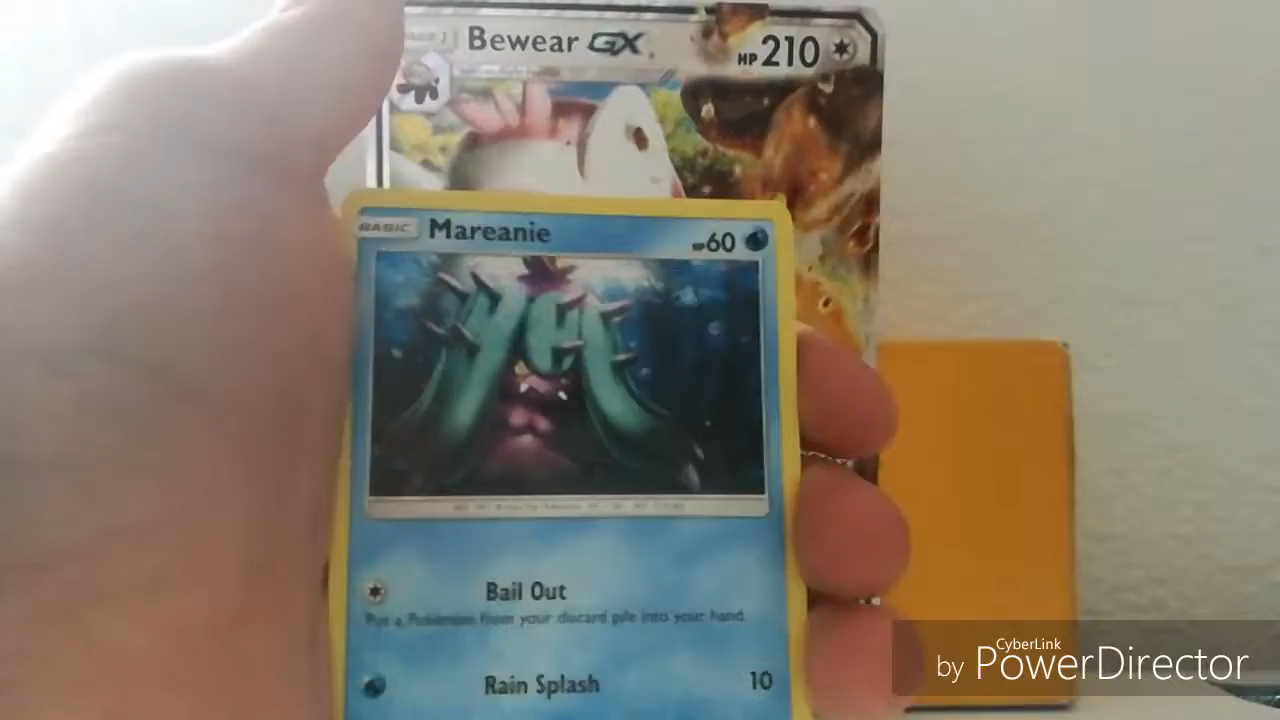 Bewear GX
HP 210
BASIC Mareanie
HP 60
Bail Out
Put a Pokémon from your discard pile into your hand.
Rain Splash 10
CyberLink
by PowerDirector